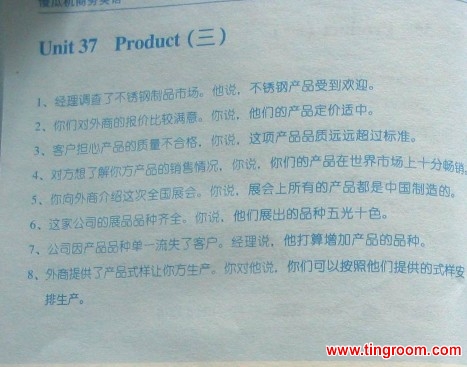 模拟机商务英语
Unit 37 Product（三）
1、经理调查了不锈钢制品市场。他说，不锈钢产品受到欢迎。
2、你们对外商的报价比较满意。你说，他们的产品定价适中。
3、客户担心产品的质量不合格，你说，这项产品品质远远超过标准。
4、对方想了解你方产品的销售情况，你说，你们的产品在世界市场上十分畅销。
5、你向外商介绍这次全国展会。你说，展会上所有的产品都是中国制造的。
6、这家公司的展品品种齐全。你说，他们展出的品种五光十色。
7、公司因产品品种单一流失了客户。经理说，他打算增加产品的品种。
8、外商提供了产品式样让你方生产。你对他说，你们可以按照他们提供的式样安
排生产。
www.tingroom.com